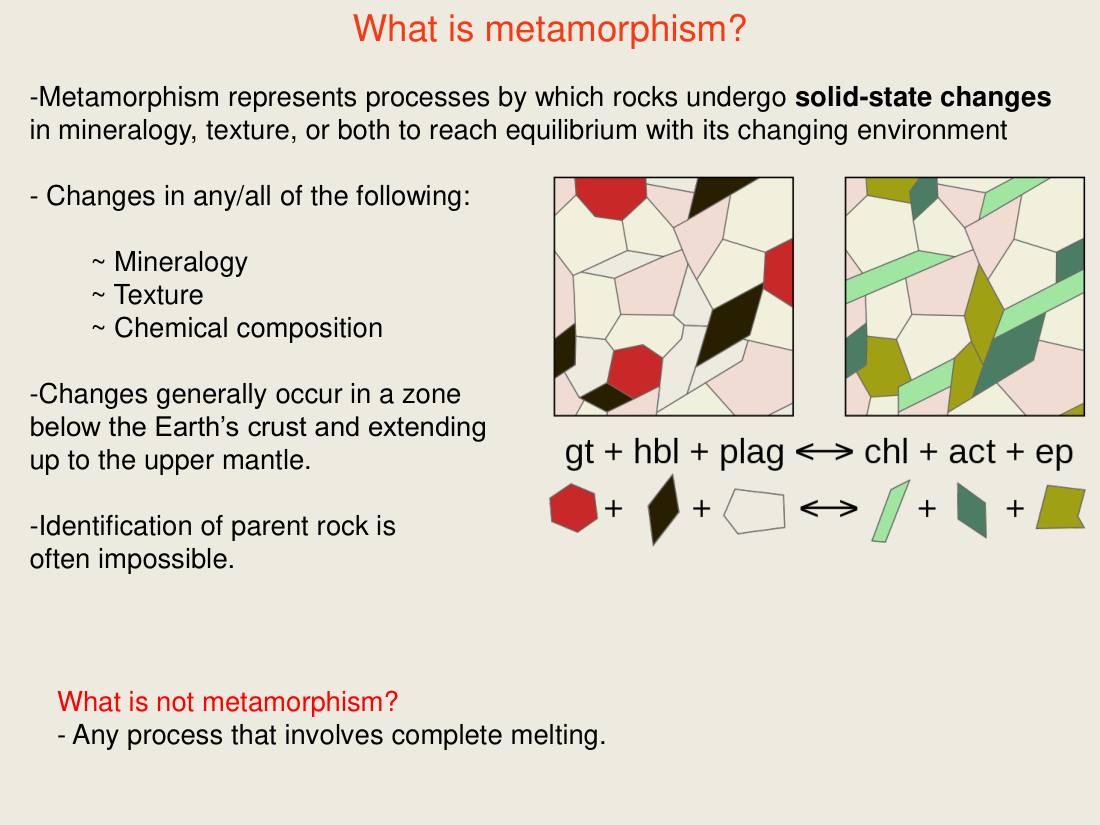 What is metamorphism?
-Metamorphism represents processes by which rocks undergo solid-state changes
in mineralogy, texture, or both to reach equilibrium with its changing environment
- Changes in any/all of the following:
~ Mineralogy
~ Texture
~ Chemical composition
-Changes generally occur in a zone
below the Earth's crust and extending
up to the upper mantle.
-Identification of parent rock is
often impossible.
gt + hbl + plag <-> chl + act + ep
+ + <-> + +
What is not metamorphism?
- Any process that involves complete melting.